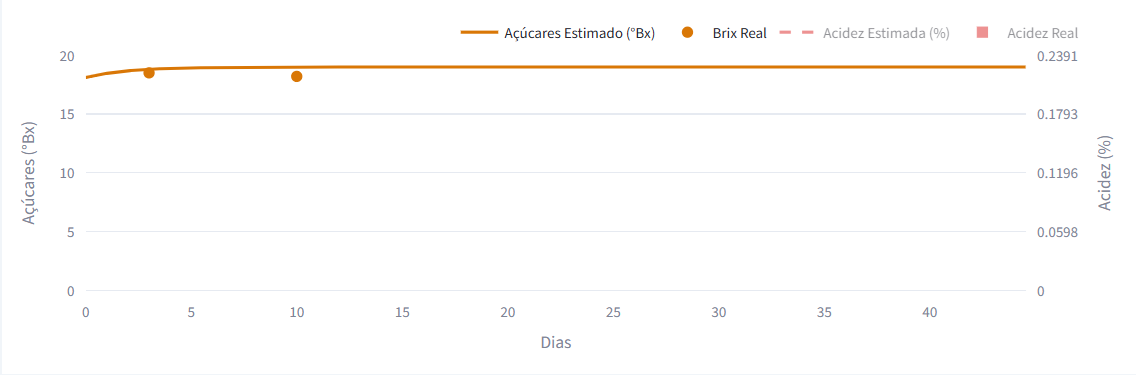 Açúcares Estimado (°Bx) Brix Real Acidez Estimada (%) Acidez Real
20 0.2391
15 0.1793
10 0.1196
5 0.0598
0 0
0 5 10 15 20 25 30 35 40
Açúcares (°Bx)
Acidez (%)
Dias